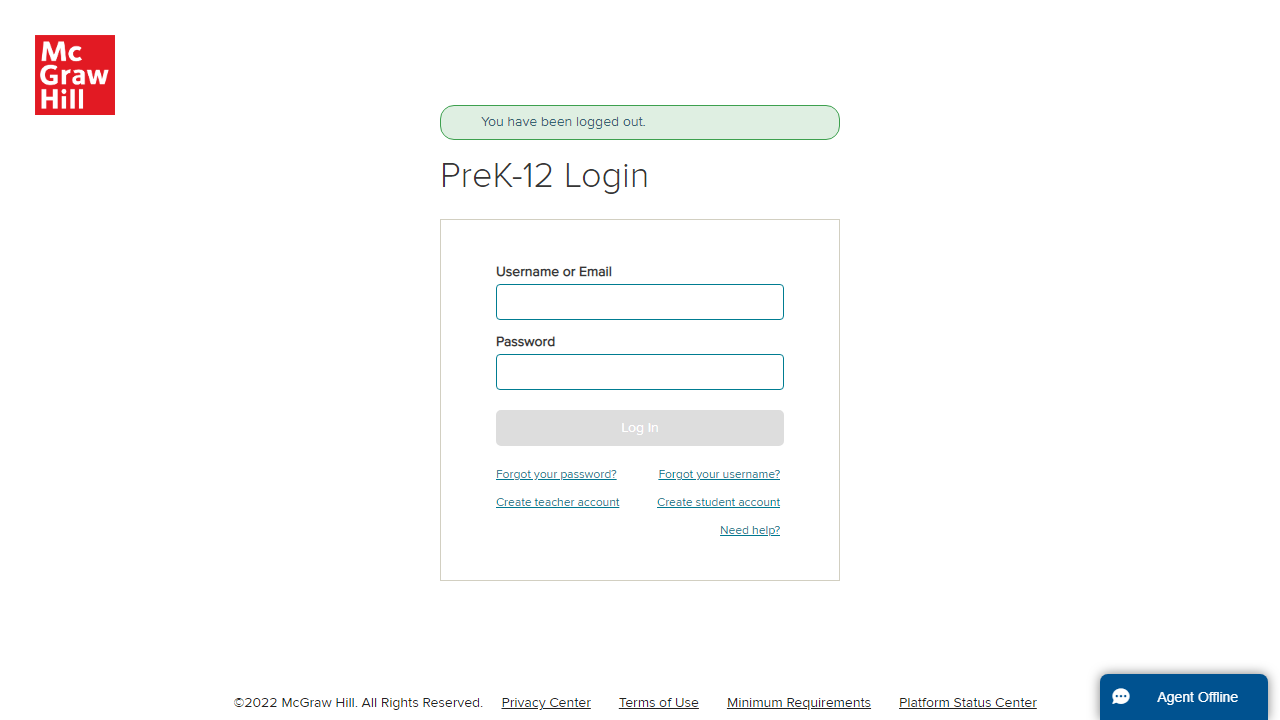 Mc
Graw
Hill
You have been logged out.
PreK-12 Login
Username or Email
Password
Log In
Forgot your password? Forgot your username?
Create teacher account Create student account
Need help?
©2022 McGraw Hill. All Rights Reserved. Privacy Center Terms of Use Minimum Requirements Platform Status Center
Agent Offline